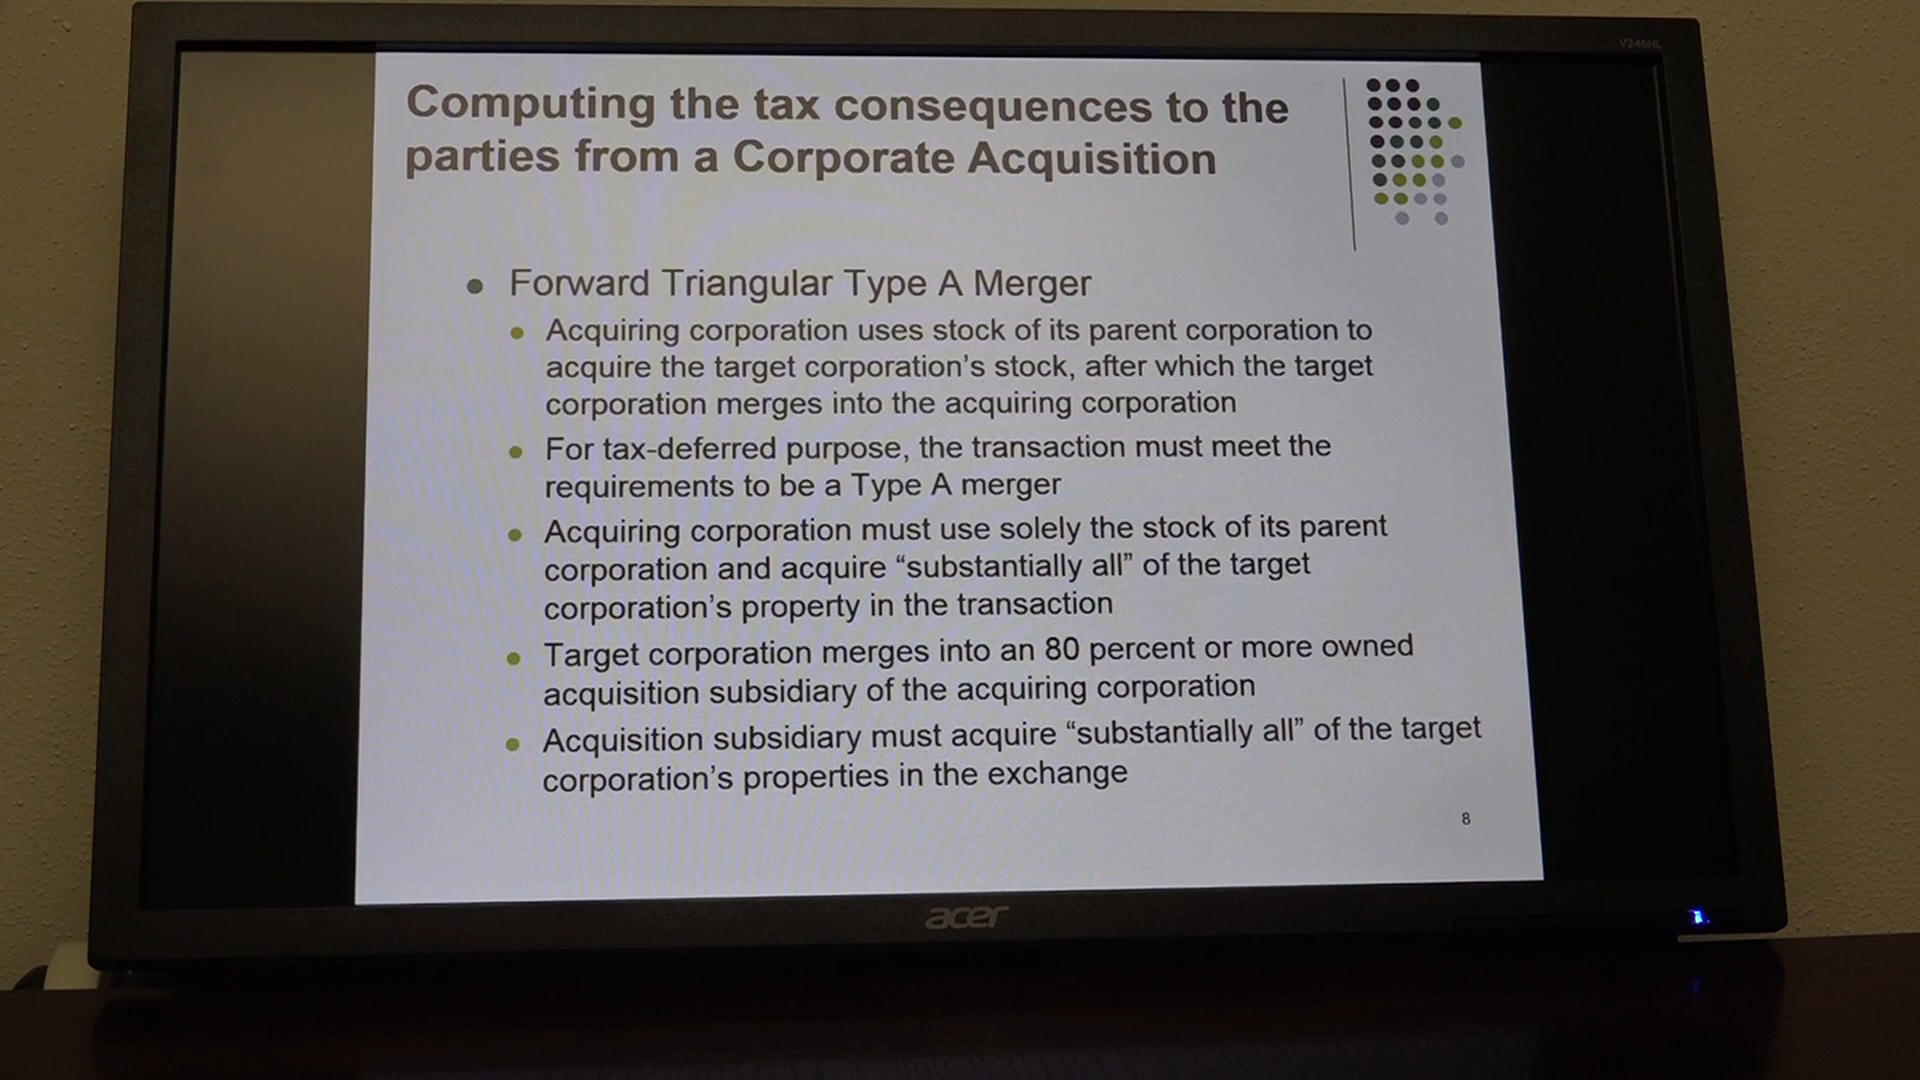 V246HL
Computing the tax consequences to the
parties from a Corporate Acquisition
Forward Triangular Type A Merger
Acquiring corporation uses stock of its parent corporation to
acquire the target corporation’s stock, after which the target
corporation merges into the acquiring corporation
For tax-deferred purpose, the transaction must meet the
requirements to be a Type A merger
Acquiring corporation must use solely the stock of its parent
corporation and acquire “substantially all” of the target
corporation’s property in the transaction
Target corporation merges into an 80 percent or more owned
acquisition subsidiary of the acquiring corporation
Acquisition subsidiary must acquire “substantially all” of the target
corporation’s properties in the exchange
8
acer